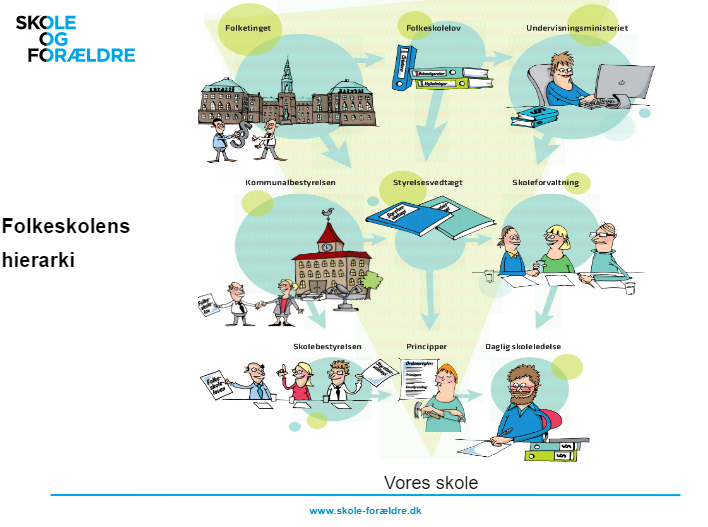 SKOLE
OG
FORÆLDRE
Folketinget
Folkeskolelov
Undervisningsministeriet
Kommunalbestyrelsen
Styrelsesvedtægt
Skoleforvaltning
Folkeskolens
hierarki
Skolebestyrelsen
Principper
Daglig skoleledelse
Vores skole
www.skole-forældre.dk